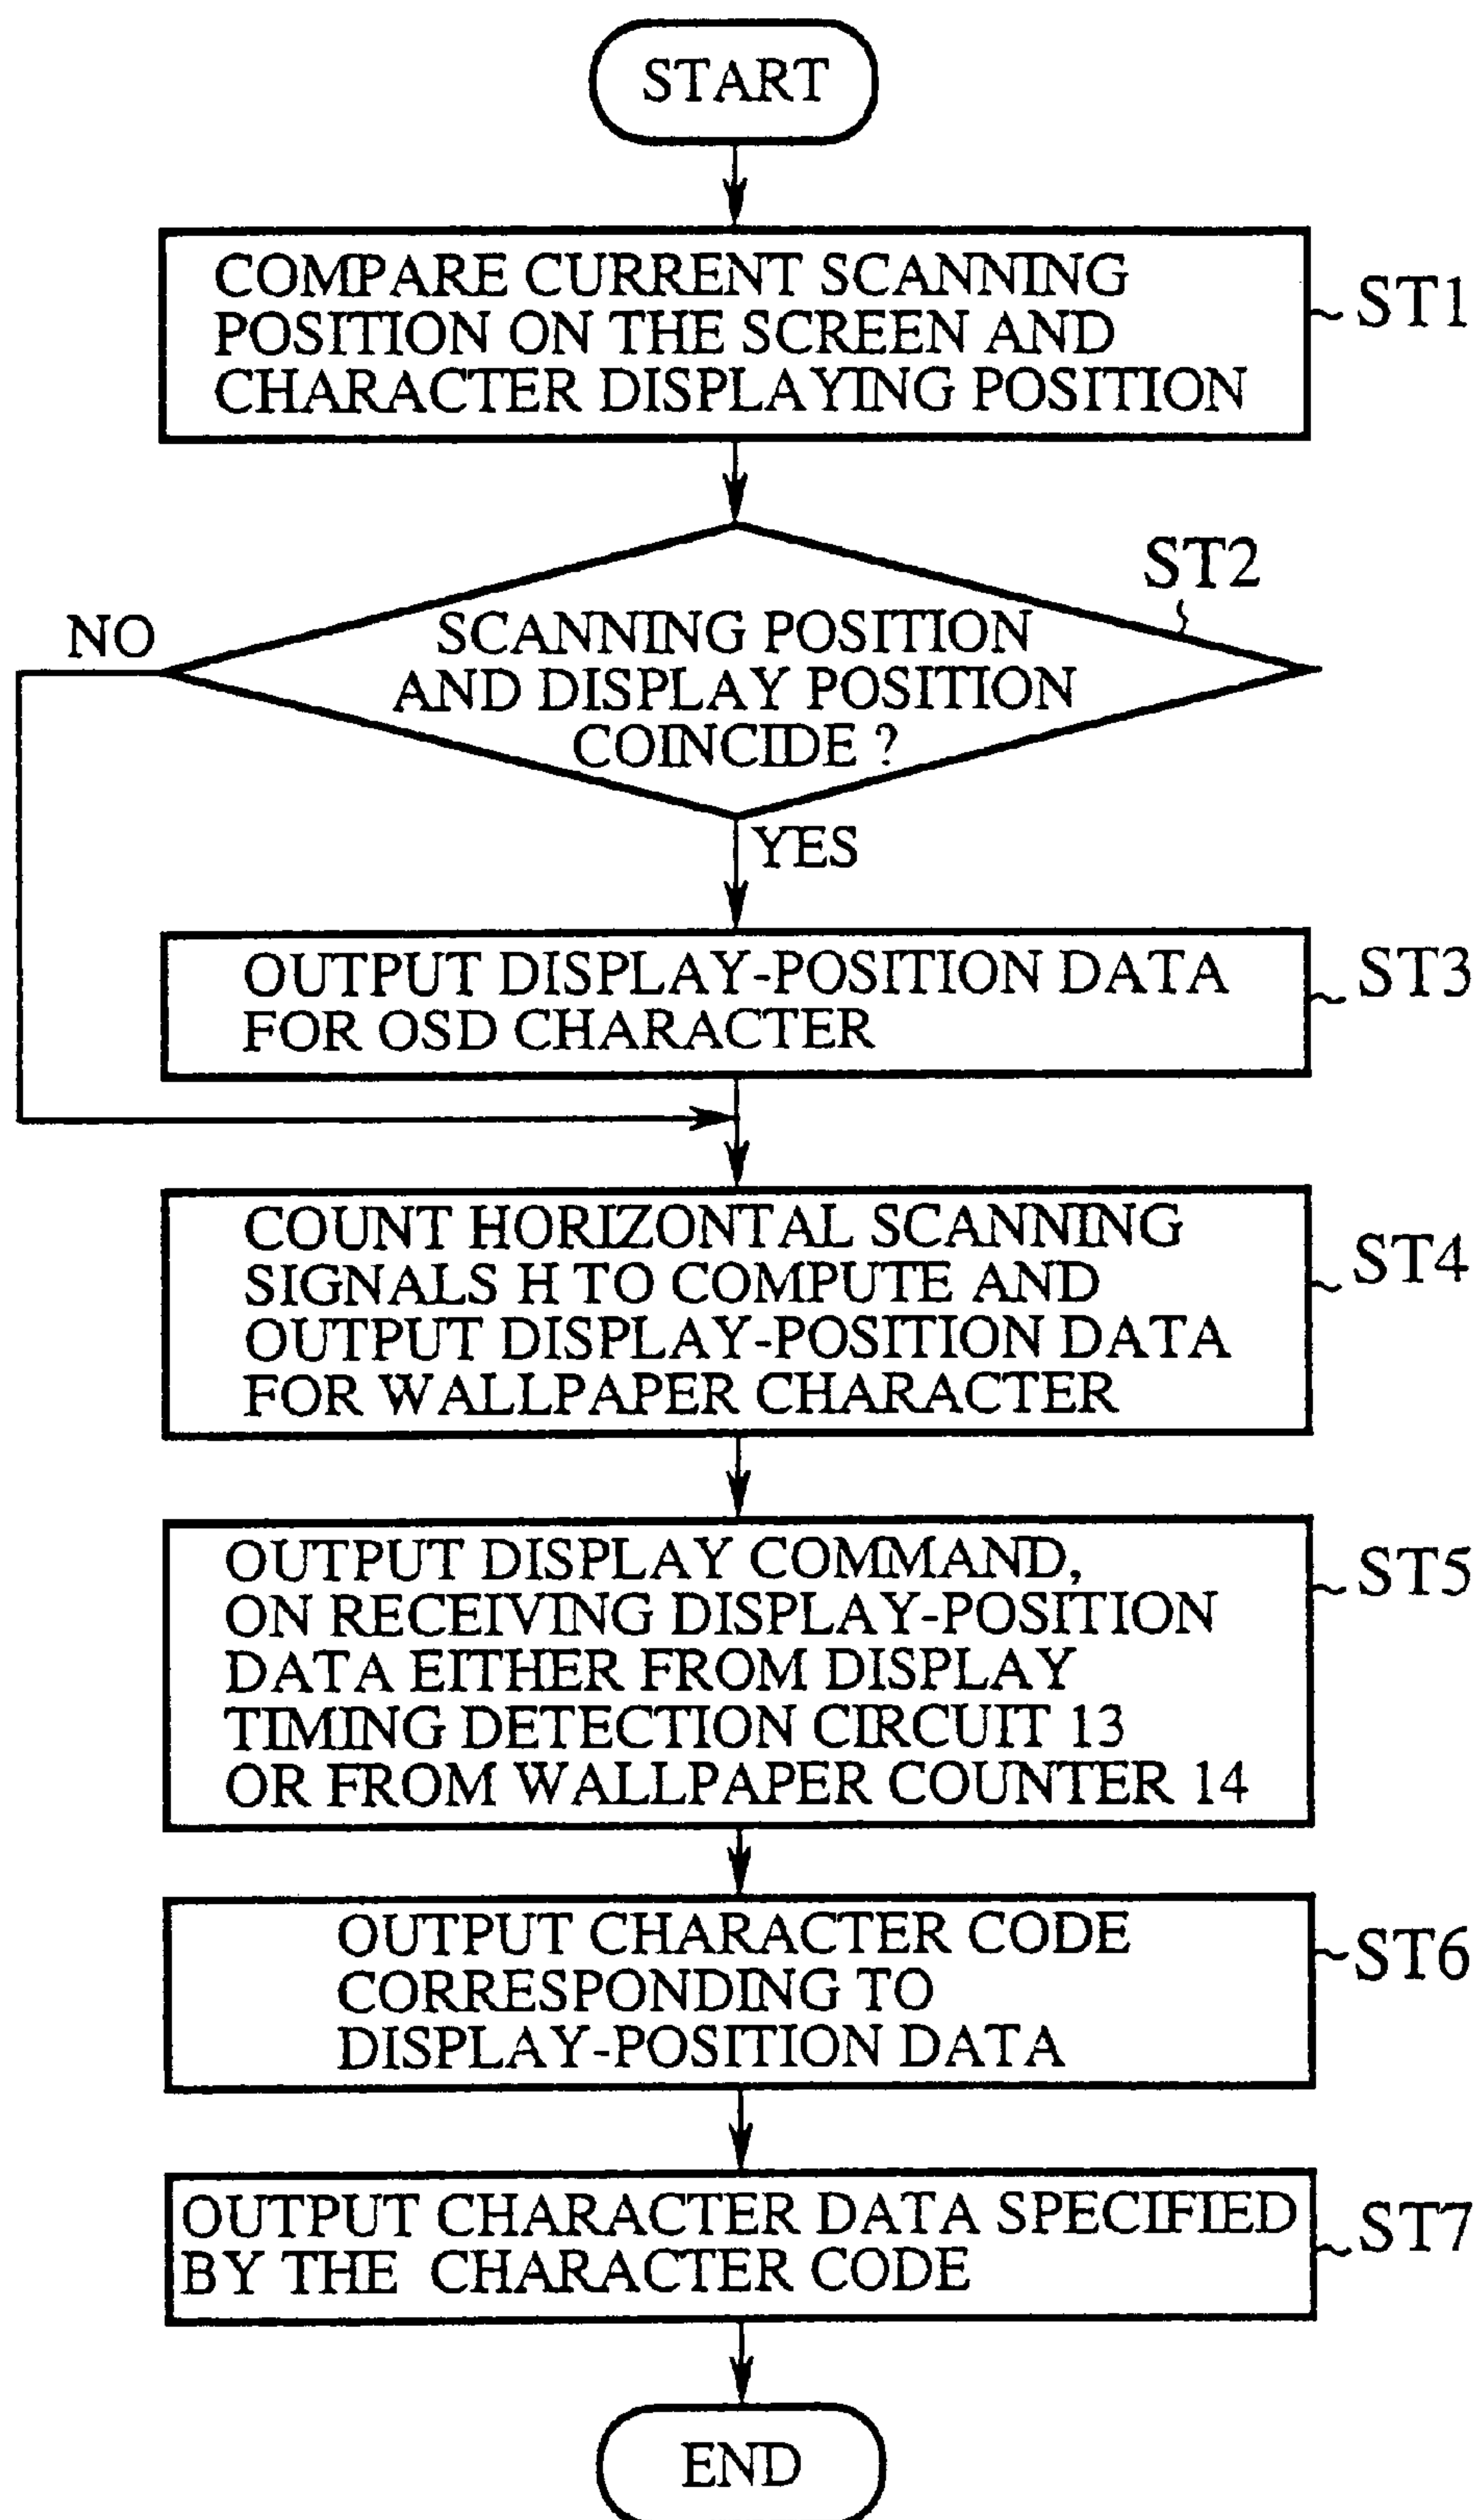 START
COMPARE CURRENT SCANNING
POSITION ON THE SCREEN AND
CHARACTER DISPLAYING POSITION
ST1
ST2
NO
SCANNING POSITION
AND DISPLAY POSITION
COINCIDE ?
YES
OUTPUT DISPLAY-POSITION DATA
FOR OSD CHARACTER
ST3
COUNT HORIZONTAL SCANNING
SIGNALS H TO COMPUTE AND
OUTPUT DISPLAY-POSITION DATA
FOR WALLPAPER CHARACTER
ST4
OUTPUT DISPLAY COMMAND,
ON RECEIVING DISPLAY-POSITION
DATA EITHER FROM DISPLAY
TIMING DETECTION CIRCUIT 13
OR FROM WALLPAPER COUNTER 14
ST5
OUTPUT CHARACTER CODE
CORRESPONDING TO
DISPLAY-POSITION DATA
ST6
OUTPUT CHARACTER DATA SPECIFIED
BY THE CHARACTER CODE
ST7
END